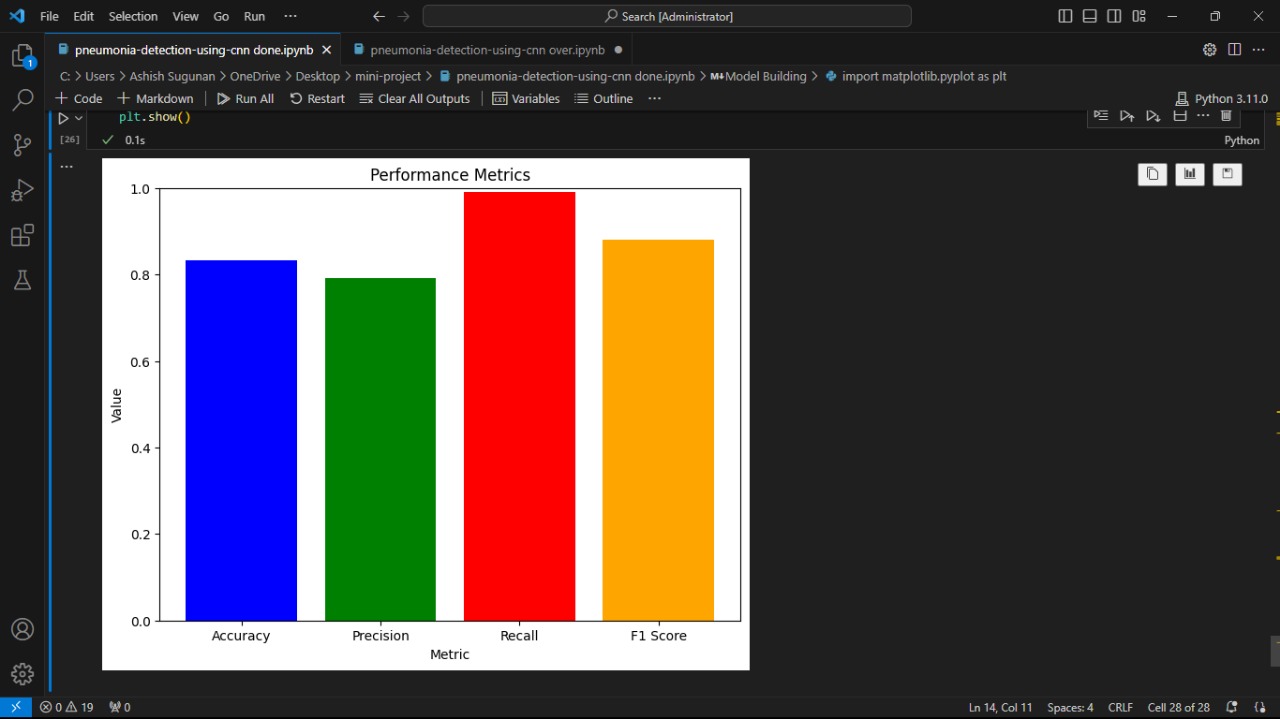 File Edit Selection View Go Run ··· Search [Administrator]
pneumonia-detection-using-cnn done.ipynb pneumonia-detection-using-cnn over.ipynb
C: > Users > Ashish Sugunan > OneDrive > Desktop > mini-project > pneumonia-detection-using-cnn done.ipynb > M↓Model Building > import matplotlib.pyplot as plt
+ Code + Markdown Run All Restart Clear All Outputs Variables Outline ··· Python 3.11.0
plt.show()
[26] 0.1s Python
1
Performance Metrics
1.0
0.8
0.6
0.4
0.2
0.0
Value
Accuracy Precision Recall F1 Score
Metric
0 19 0 Ln 14, Col 11 Spaces: 4 CRLF Cell 28 of 28